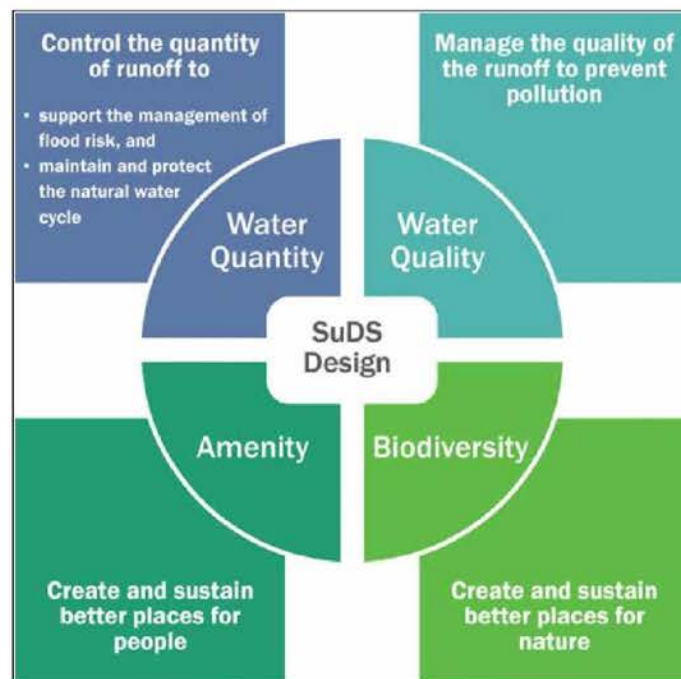 Control the quantity
of runoff to
• support the management of
flood risk, and
• maintain and protect
the natural water
cycle
Manage the quality of
the runoff to prevent
pollution
Water
Quantity
Water
Quality
SuDS
Design
Amenity
Biodiversity
Create and sustain
better places for
people
Create and sustain
better places for
nature